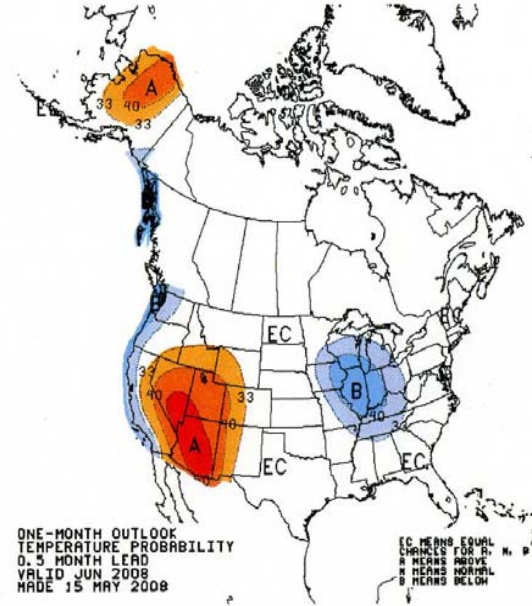 A
33
40
33
EC
EC
33
40
33
40
A
B
40
EC
EC
ONE-MONTH OUTLOOK
TEMPERATURE PROBABILITY
0.5 MONTH LEAD
VALID JUN 2008
MADE 15 MAY 2008
EC MEANS EQUAL
CHANCES FOR A, N, B
A MEANS ABOVE
N MEANS NORMAL
B MEANS BELOW